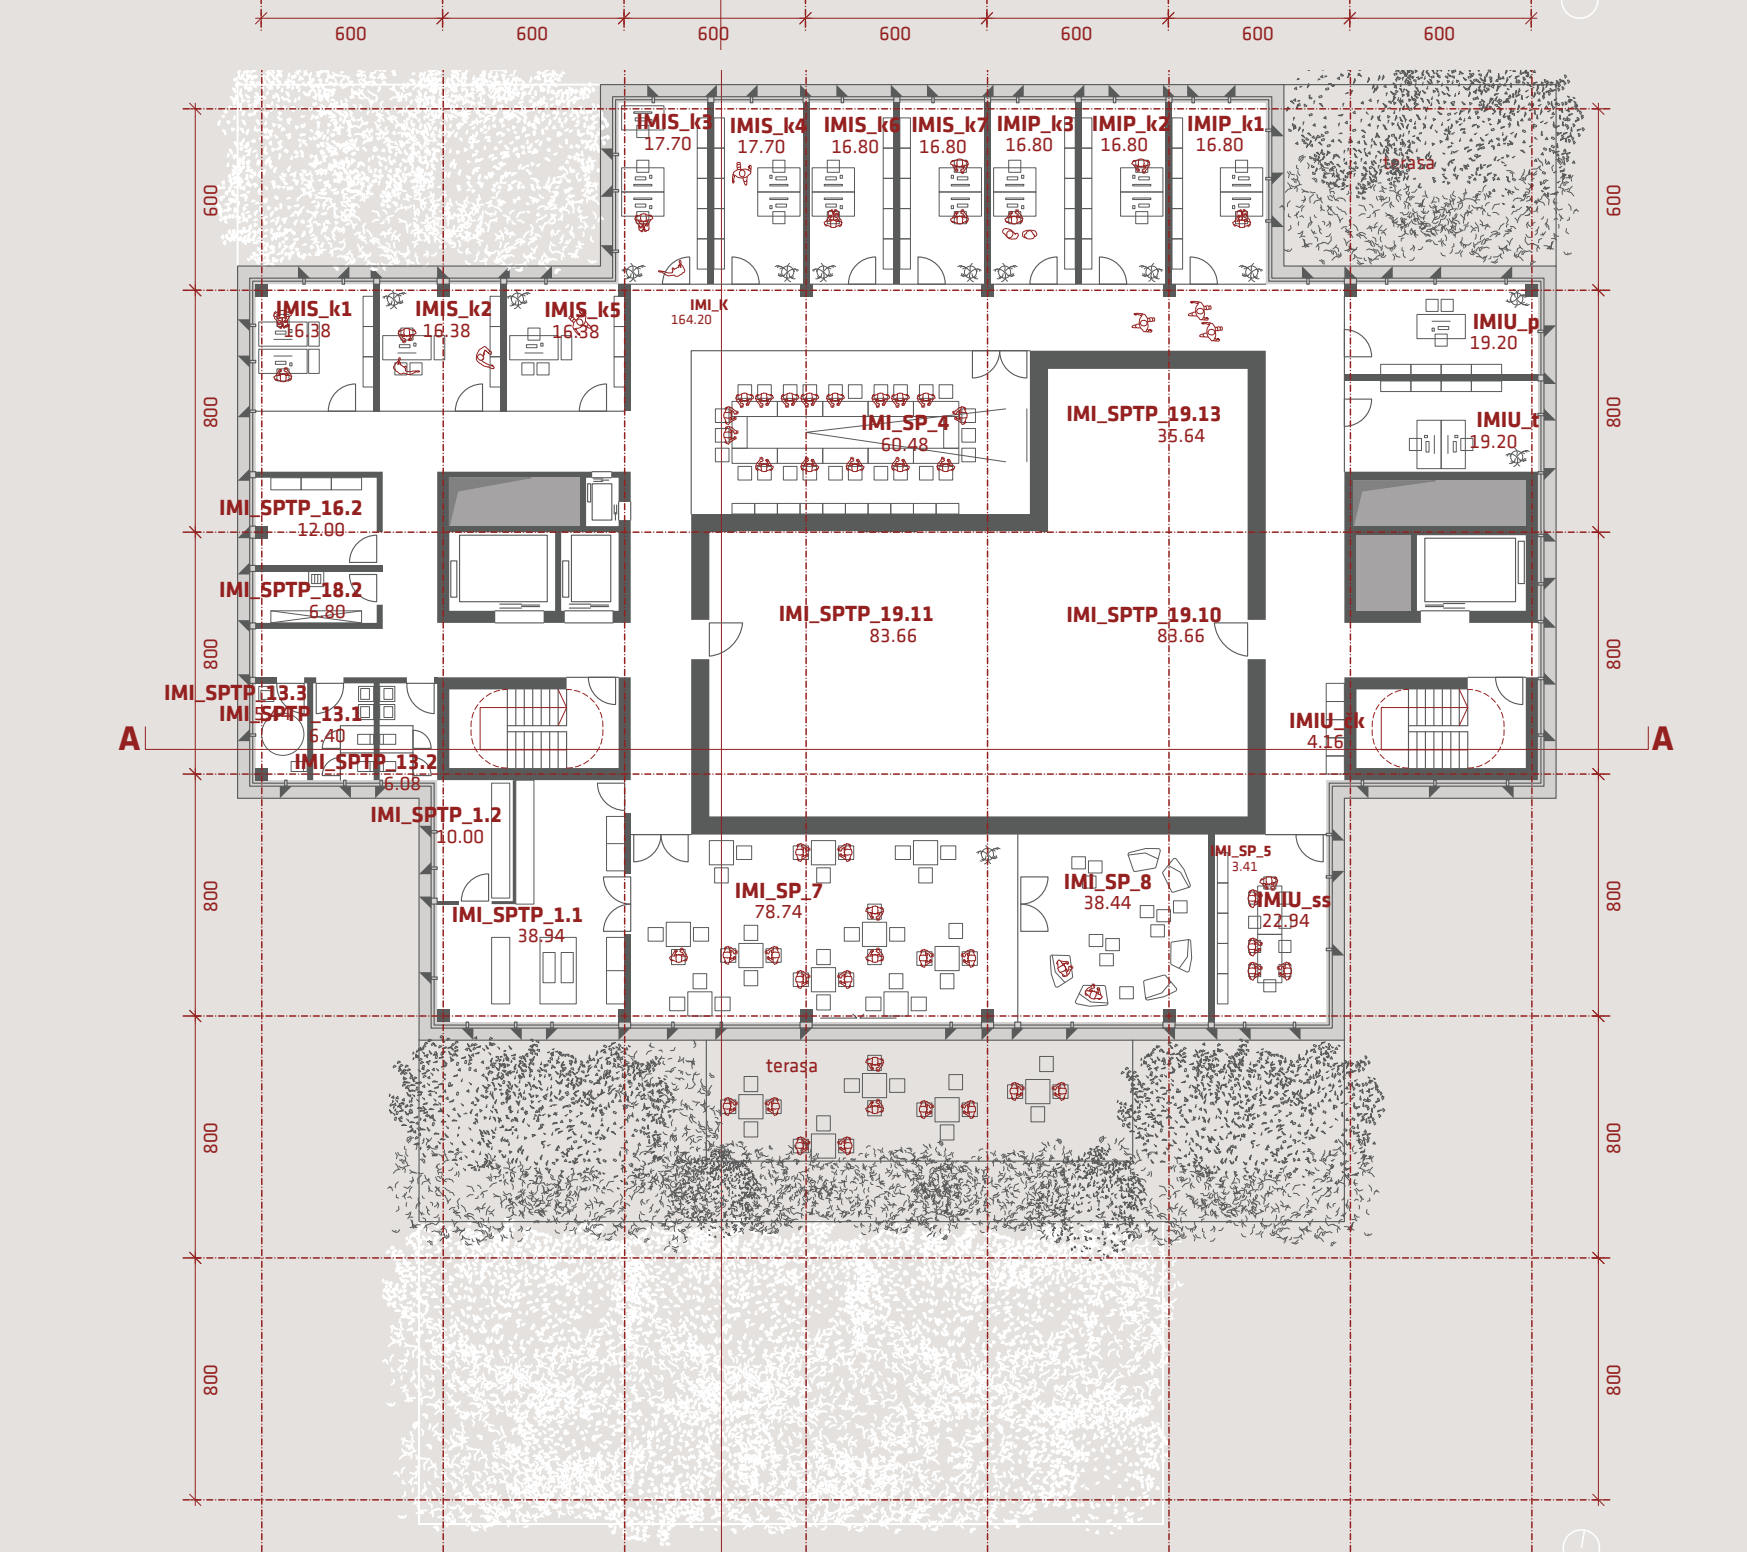 600 600 600 600 600 600 600
IMIS_k3 IMIS_k4 IMIS_k6 IMIS_k7 IMIP_k3 IMIP_k2 IMIP_k1
17.70 17.70 16.80 16.80 16.80 16.80 16.80
terasa
600 600
IMIS_k1 IMIS_k2 IMIS_k5 IMI_K IMIU_p
16.38 16.38 16.38 164.20 19.20
800 800
IMI_SP_4 IMI_SPTP_19.13 IMIU_t
60.48 35.64 19.20
IMI_SPTP_16.2
12.00
IMI_SPTP_18.2
6.80
IMI_SPTP_19.11 IMI_SPTP_19.10
83.66 83.66
800 800
IMI_SPTP_13.3
IMI_SPTP_13.1
6.40
IMI_SPTP_13.2
6.08
4.16
A A
IMI_SPTP_1.2
10.00
IMI_SP_5
3.41
IMI_SP_7 IMI_SP_8 IMIU_ss
78.74 38.44 22.94
800 800
IMI_SPTP_1.1
38.94
terasa
800 800
800 800